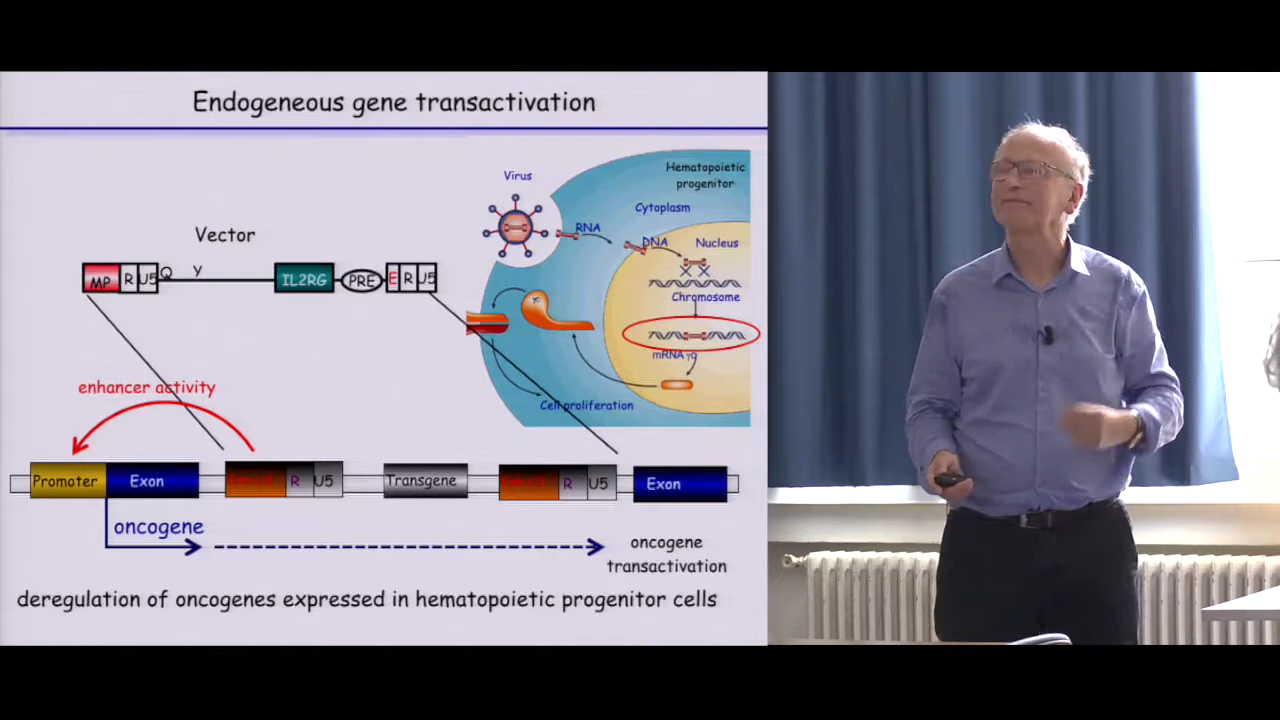 Endogeneous gene transactivation
Virus
Hematopoietic
progenitor
Cytoplasm
RNA
DNA
Nucleus
Chromosome
mRNA γc
Cell proliferation
Vector
MP R U5 Ψ IL2RG PRE E R U5
enhancer activity
Promoter Exon R U5 Transgene R U5 Exon
oncogene
oncogene
transactivation
deregulation of oncogenes expressed in hematopoietic progenitor cells